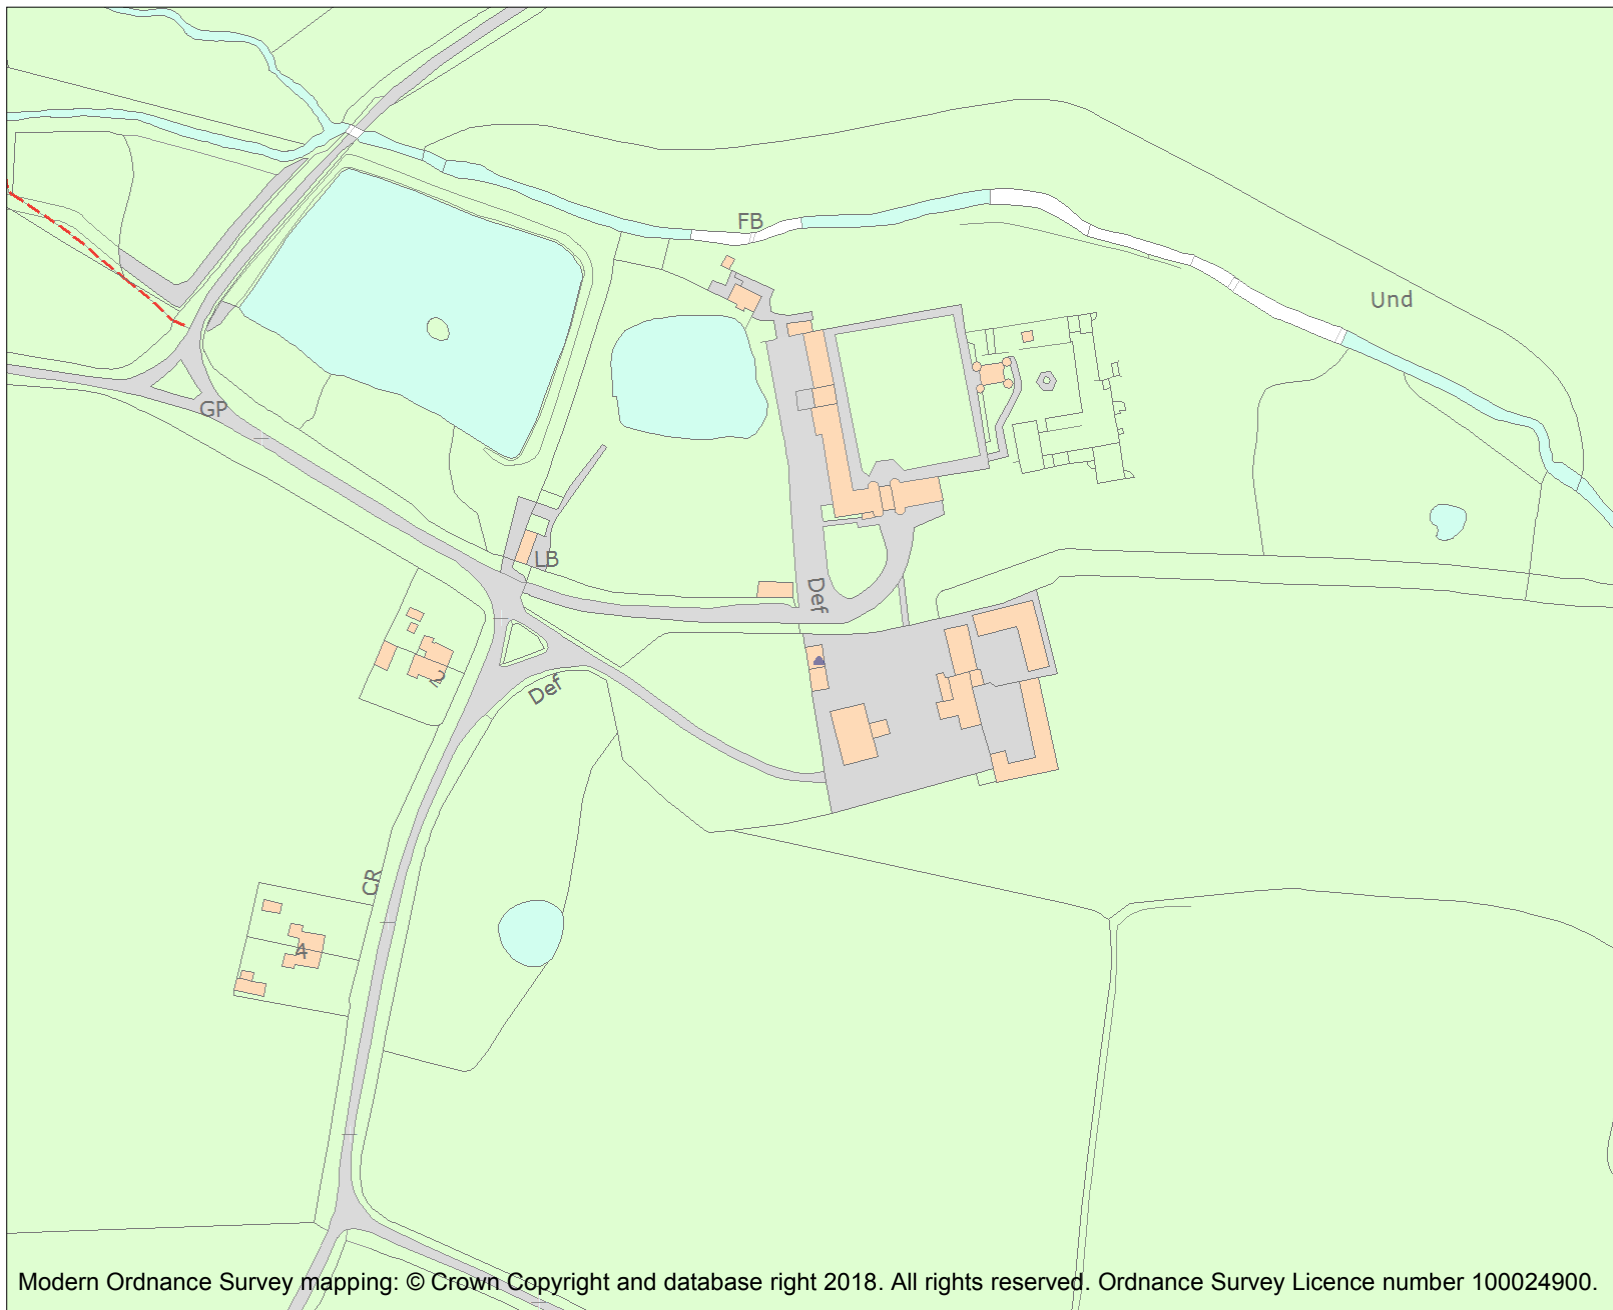 FB
Und
GP
LB
Def
2
Def
CR
4
Modern Ordnance Survey mapping: © Crown Copyright and database right 2018. All rights reserved. Ordnance Survey Licence number 100024900.